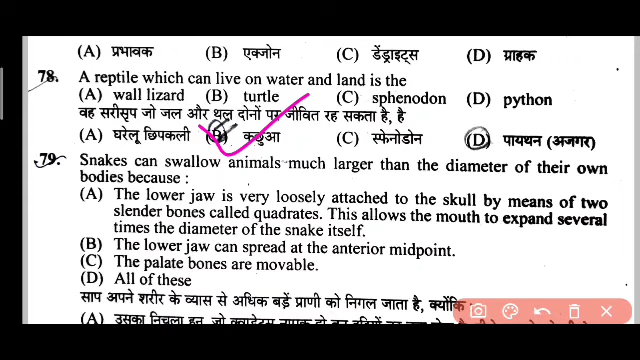 (A) प्रभावक (B) एक्जोन (C) डेंड्राइट्स (D) ग्राहक
78. A reptile which can live on water and land is the
(A) wall lizard (B) turtle (C) sphenodon (D) python
वह सरीसृप जो जल और थल दोनों पर जीवित रह सकता है, है
(A) घरेलू छिपकली (B) कछुआ (C) स्फेनोडोन (D) पायथन (अजगर)
79. Snakes can swallow animals much larger than the diameter of their own
bodies because :
(A) The lower jaw is very loosely attached to the skull by means of two
slender bones called quadrates. This allows the mouth to expand several
times the diameter of the snake itself.
(B) The lower jaw can spread at the anterior midpoint.
(C) The palate bones are movable.
(D) All of these
साप अपने शरीर के व्यास से अधिक बड़ें प्राणी को निगल जाता है, क्योंकि
(A) उसका निचला हनु जो